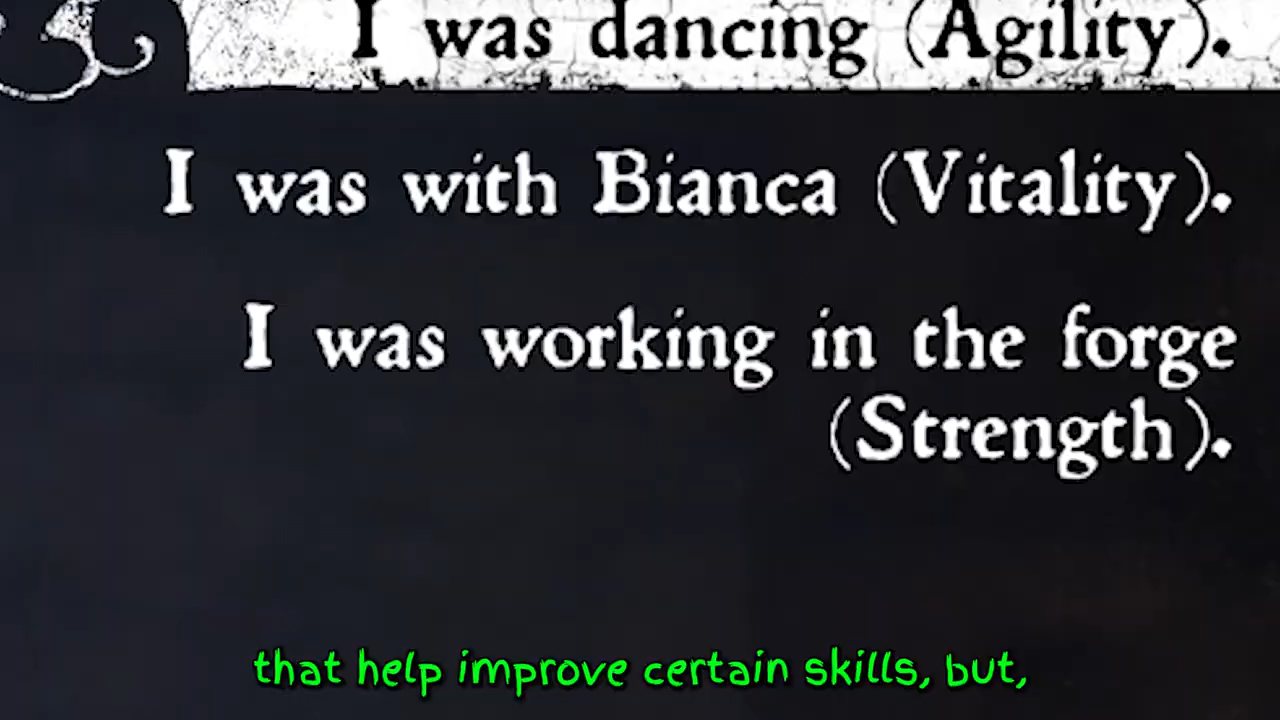 I was dancing (Agility).
I was with Bianca (Vitality).
I was working in the forge
(Strength).
that help improve certain skills, but,